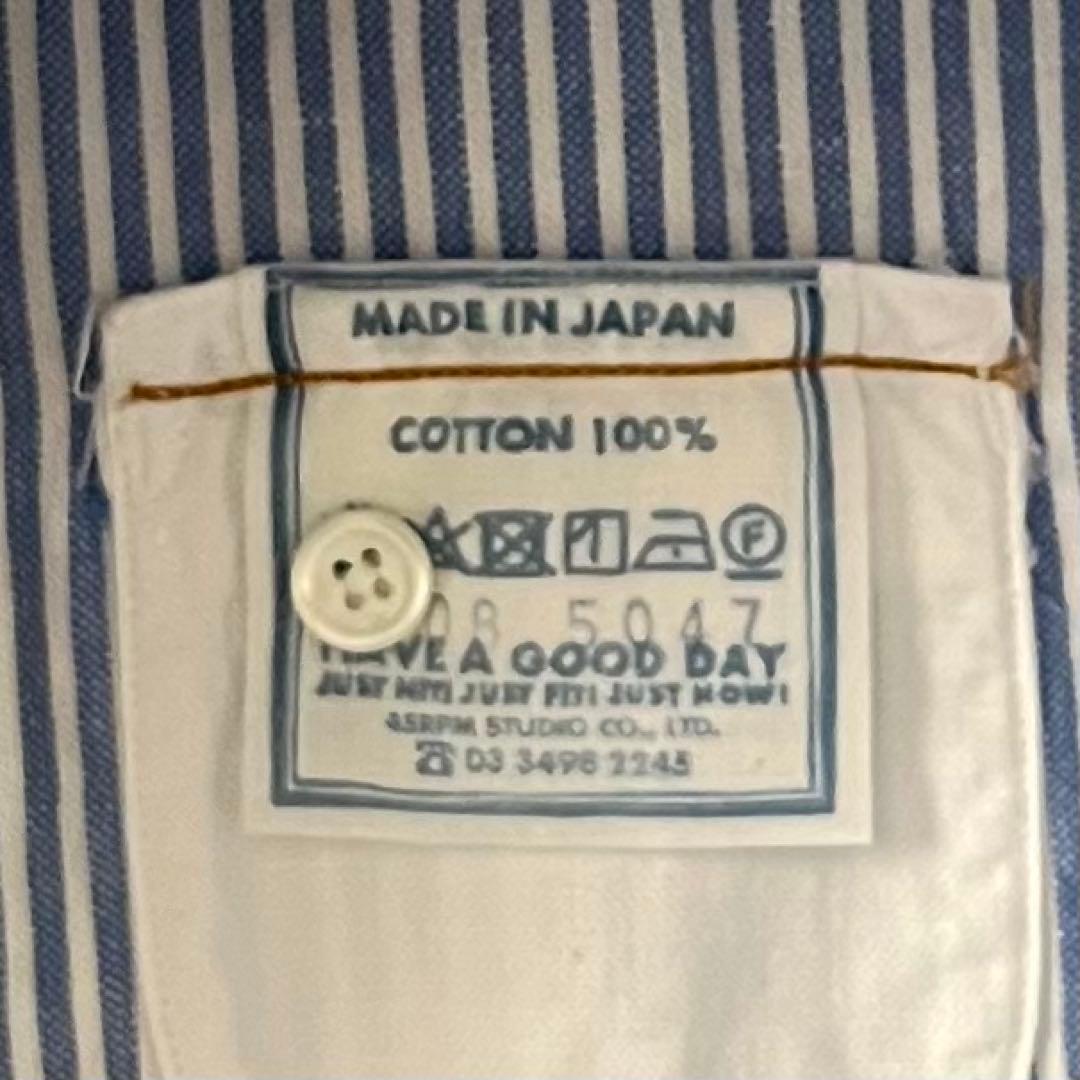 MADE IN JAPAN
COTTON 100%
F
08 5047
HAVE A GOOD DAY
JUST HIT! JUST FIT! JUST NOW!
45RPM STUDIO CO., LTD.
☎ 03 3498 2245